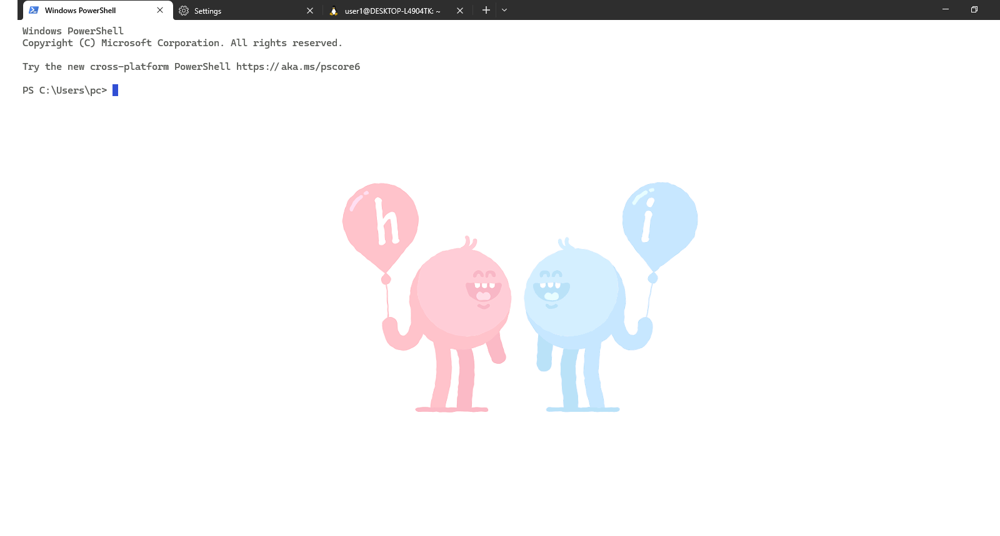 Windows PowerShell
Settings
user1@DESKTOP-L4904TK: ~
Windows PowerShell
Copyright (C) Microsoft Corporation. All rights reserved.
Try the new cross-platform PowerShell https://aka.ms/pscore6
PS C:\Users\pc>
h i